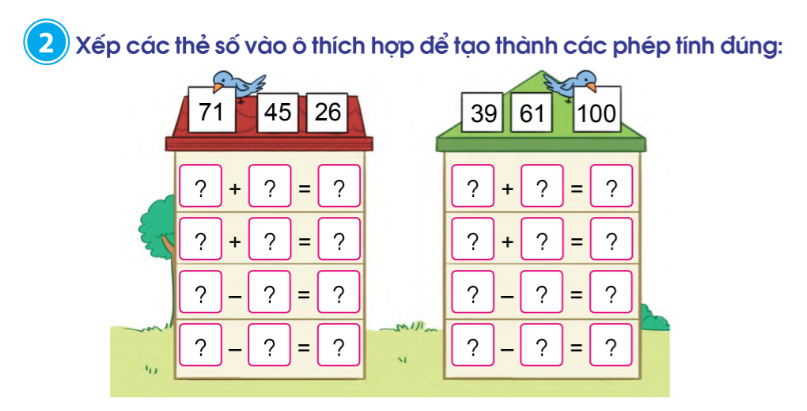 2 Xếp các thẻ số vào ô thích hợp để tạo thành các phép tính đúng:
71 45 26
39 61 100
? + ? = ?
? + ? = ?
? – ? = ?
? – ? = ?
? + ? = ?
? + ? = ?
? – ? = ?
? – ? = ?